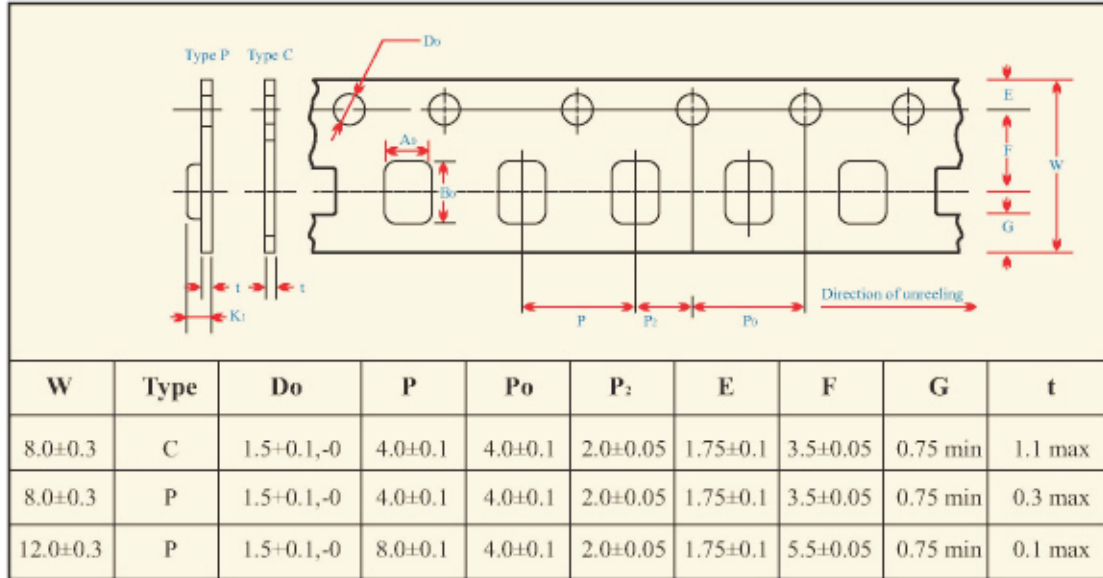 Type P Type C
Do
A₀
B₀
E
F
W
G
t t
K₁
P P₂ P₀
Direction of unreeling
W Type Do P Po P₂ E F G t
8.0±0.3 C 1.5+0.1,-0 4.0±0.1 4.0±0.1 2.0±0.05 1.75±0.1 3.5±0.05 0.75 min 1.1 max
8.0±0.3 P 1.5+0.1,-0 4.0±0.1 4.0±0.1 2.0±0.05 1.75±0.1 3.5±0.05 0.75 min 0.3 max
12.0±0.3 P 1.5+0.1,-0 8.0±0.1 4.0±0.1 2.0±0.05 1.75±0.1 5.5±0.05 0.75 min 0.1 max